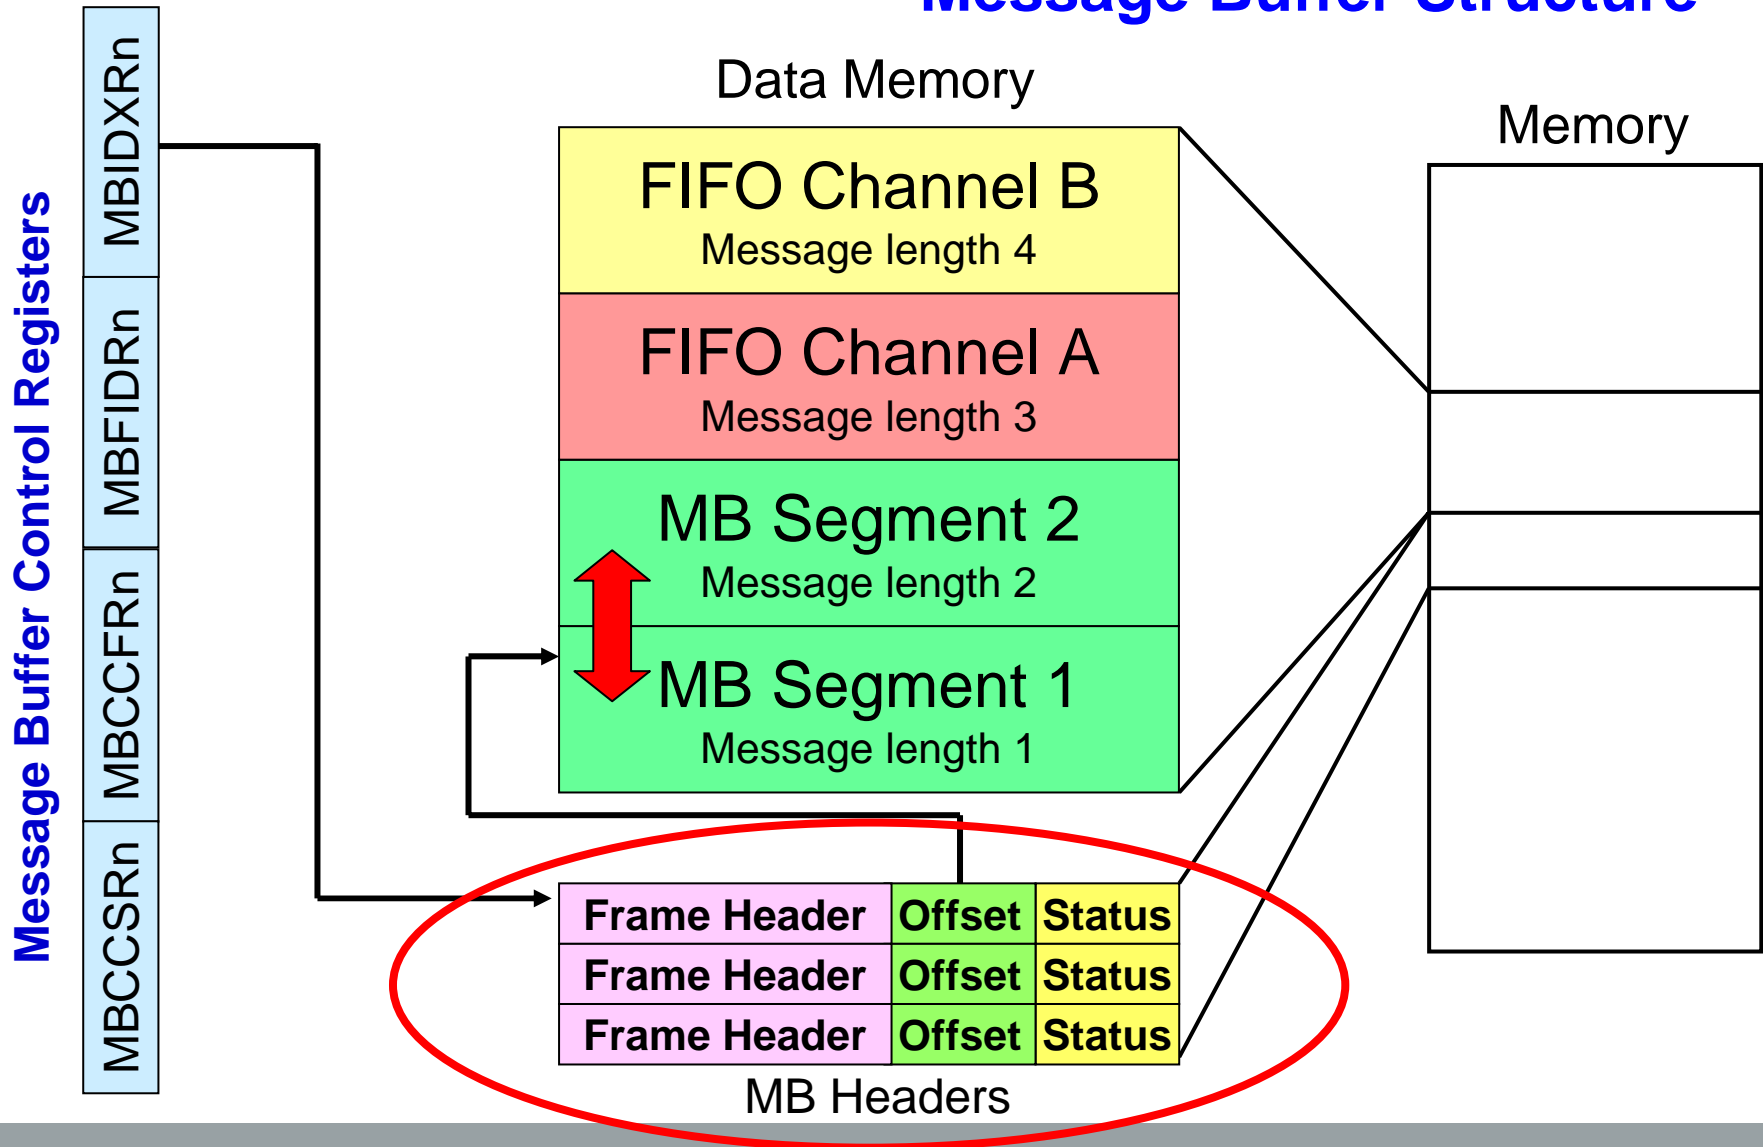 Message Buffer Structure
Message Buffer Control Registers
MBIDXRn
MBFIDRn
MBCCFRn
MBCCSRn
Data Memory
FIFO Channel B
Message length 4
FIFO Channel A
Message length 3
MB Segment 2
Message length 2
MB Segment 1
Message length 1
Frame Header Offset Status
Frame Header Offset Status
Frame Header Offset Status
MB Headers
Memory